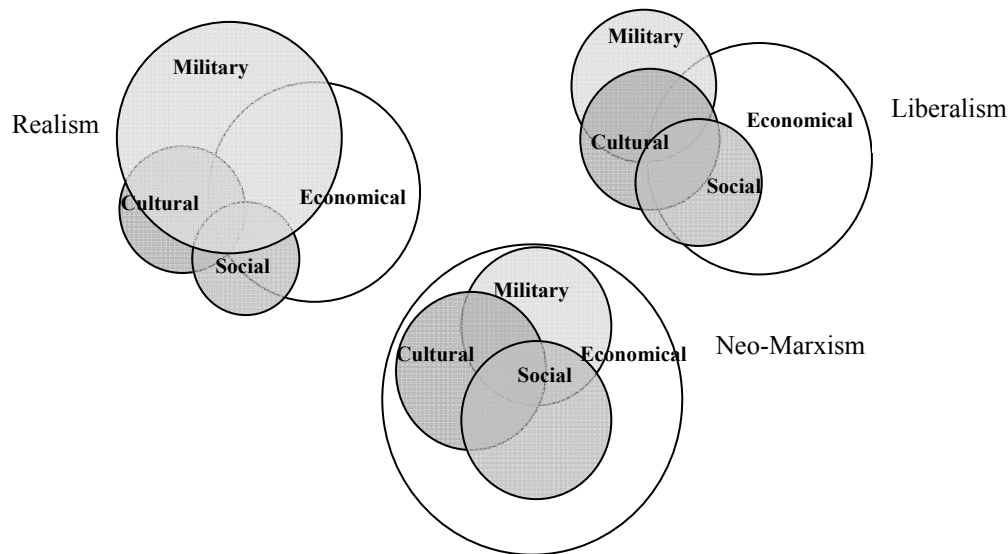 Realism
Military
Cultural
Economical
Social
Military
Cultural
Economical
Social
Liberalism
Military
Cultural
Economical
Social
Neo-Marxism